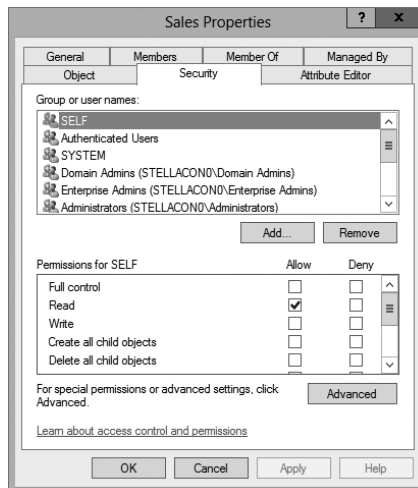 Sales Properties
? x
General Members Member Of Managed By
Object Security Attribute Editor
Group or user names:
SELF
Authenticated Users
SYSTEM
Domain Admins (STELLACON0\Domain Admins)
Enterprise Admins (STELLACON0\Enterprise Admins)
Administrators (STELLACON0\Administrators)
Add... Remove
Permissions for SELF Allow Deny
Full control
Read
Write
Create all child objects
Delete all child objects
For special permissions or advanced settings, click
Advanced.
Advanced
Learn about access control and permissions
OK Cancel Apply Help